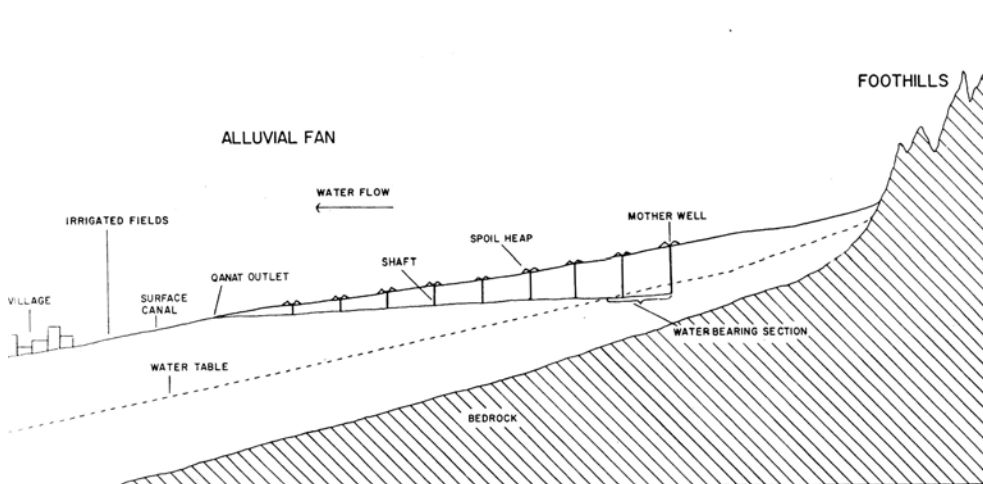 FOOTHILLS
ALLUVIAL FAN
WATER FLOW
IRRIGATED FIELDS
MOTHER WELL
SPOIL HEAP
SHAFT
QANAT OUTLET
VILLAGE
SURFACE
CANAL
WATER BEARING SECTION
WATER TABLE
BEDROCK